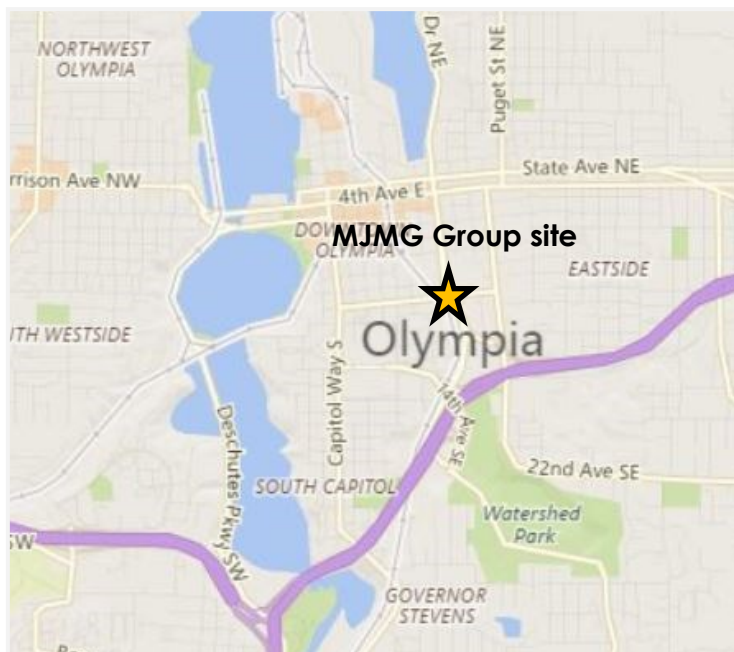 NORTHWEST
OLYMPIA
Dr NE
Puget St NE
rrison Ave NW
State Ave NE
4th Ave E
OLYMPIA
MJMG Group site
EASTSIDE
TH WESTSIDE
Olympia
Capitol Way S
14th Ave SE
Deschutes Pkwy SW
22nd Ave SE
SOUTH CAPITOL
Watershed
Park
SW
GOVERNOR
STEVENS